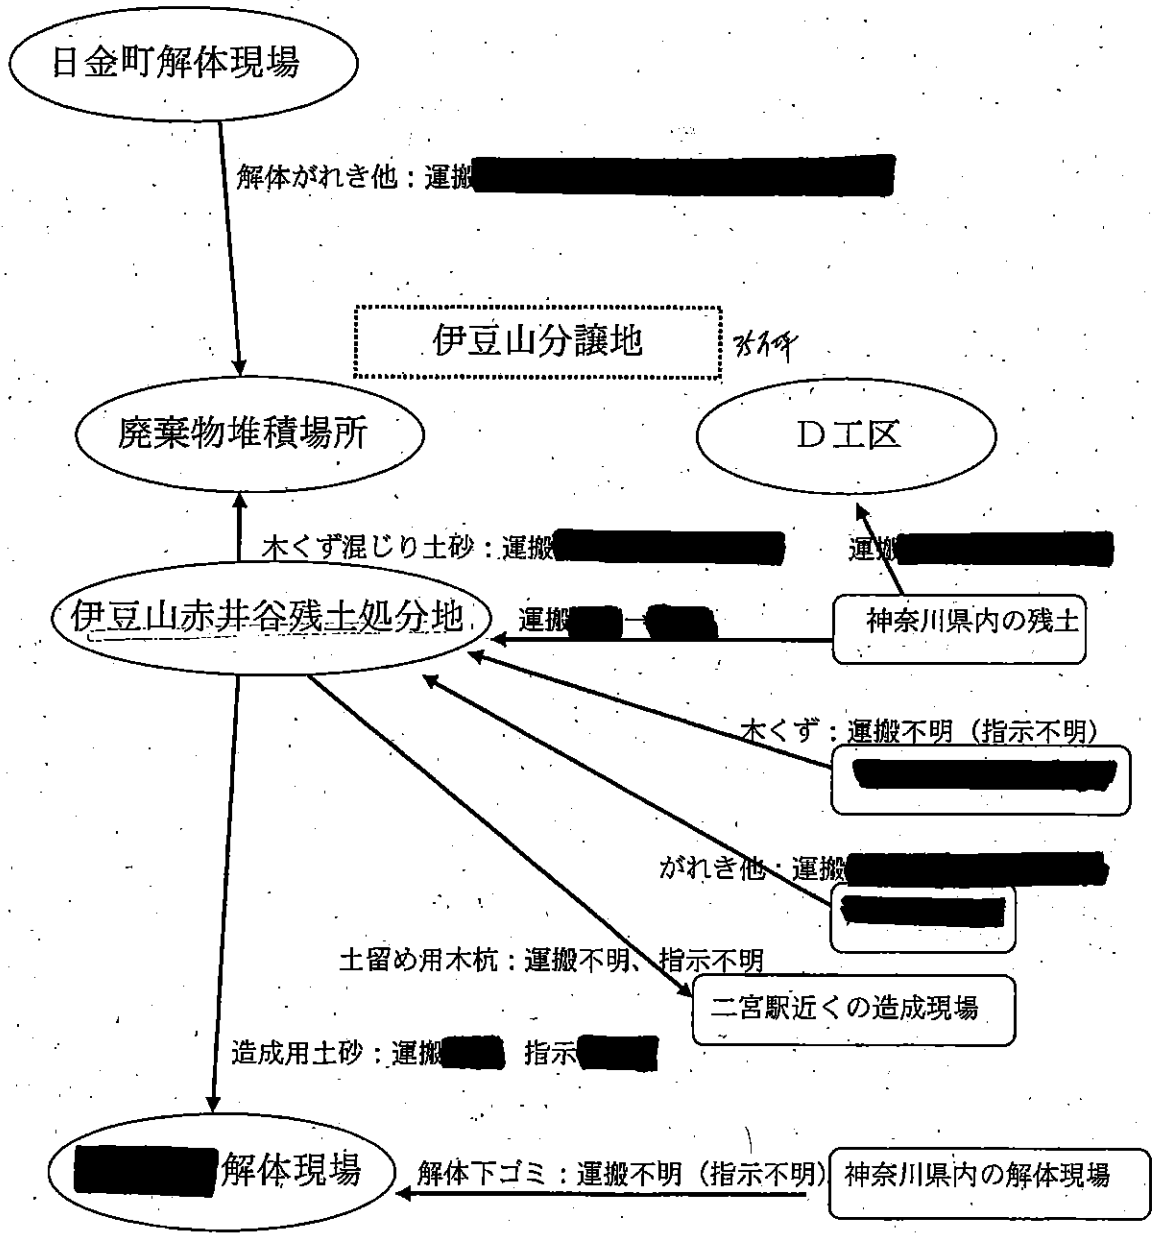 日金町解体現場
解体がれき他：運搬
伊豆山分譲地
廃棄物堆積場所
D工区
木くず混じり土砂：運搬
運搬
伊豆山赤井谷残土処分地
運搬 →
神奈川県内の残土
木くず：運搬不明（指示不明）
がれき他：運搬
土留め用木杭：運搬不明、指示不明
二宮駅近くの造成現場
造成用土砂：運搬 指示
解体現場
解体下ゴミ：運搬不明（指示不明）
神奈川県内の解体現場